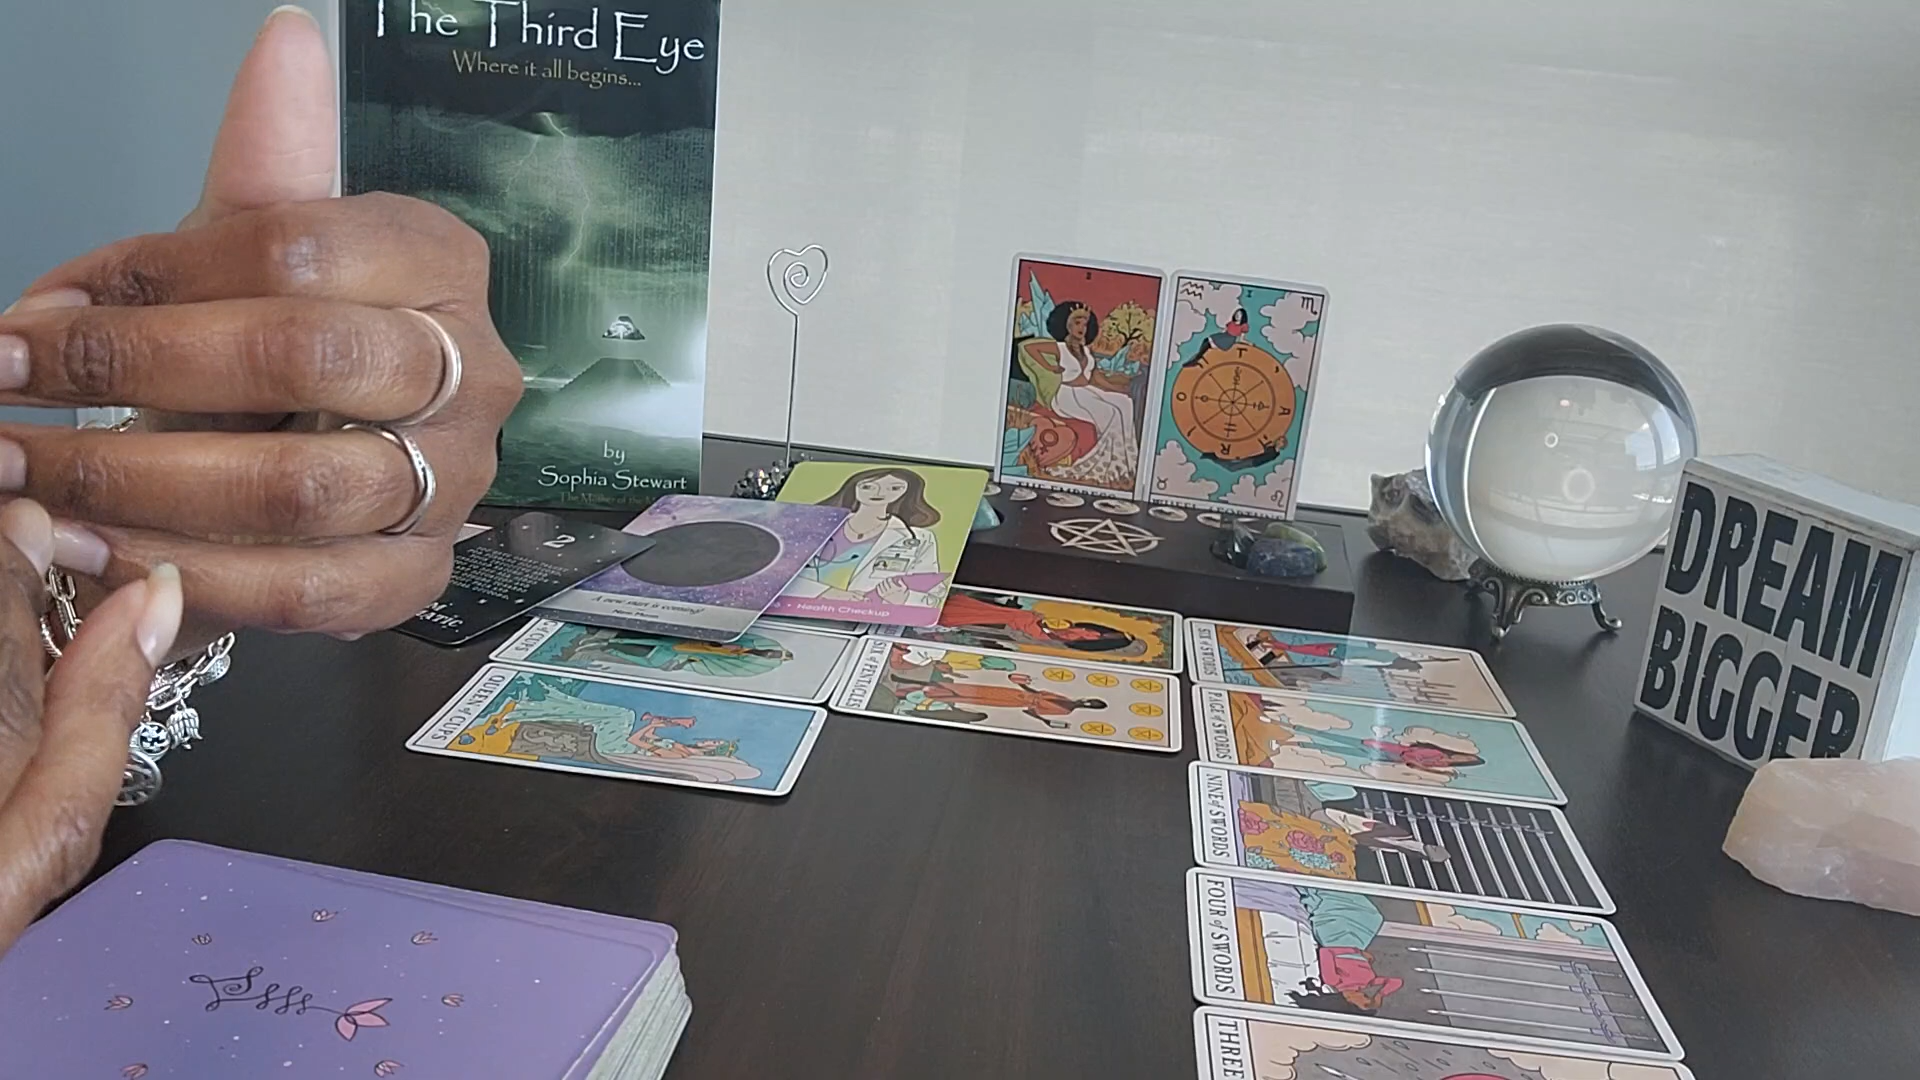 The Third Eye
Where it all begins...
by
Sophia Stewart
2
A new start is coming!
New Moon
Health Checkup
THE EMPRESS
QUEEN of CUPS
SIX of PENTACLES
SIX of SWORDS
PAGE of SWORDS
NINE of SWORDS
FOUR of SWORDS
THREE
DREAM
BIGGER